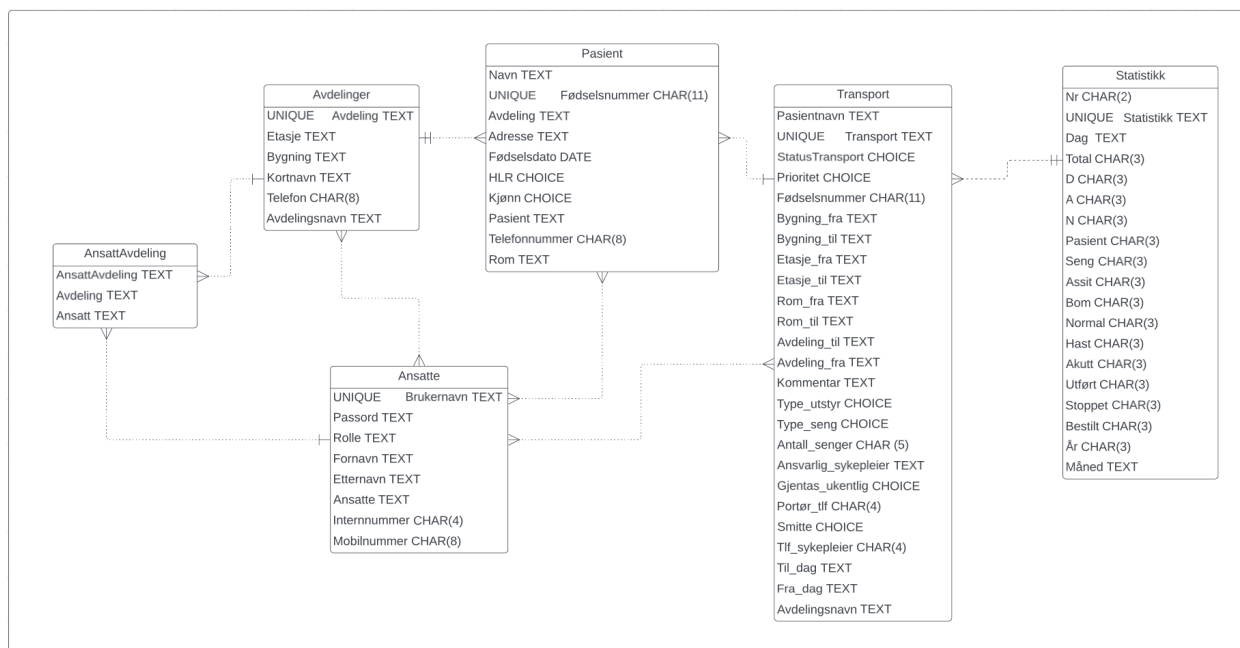 Avdelinger
UNIQUE Avdeling TEXT
Etasje TEXT
Bygning TEXT
Kortnavn TEXT
Telefon CHAR(8)
Avdelingsnavn TEXT
AnsattAvdeling
AnsattAvdeling TEXT
Avdeling TEXT
Ansatt TEXT
Pasient
Navn TEXT
UNIQUE Fødselsnummer CHAR(11)
Avdeling TEXT
Adresse TEXT
Fødselsdato DATE
HLR CHOICE
Kjønn CHOICE
Pasient TEXT
Telefonnummer CHAR(8)
Rom TEXT
Ansatte
UNIQUE Brukernavn TEXT
Passord TEXT
Rolle TEXT
Fornavn TEXT
Etternavn TEXT
Ansatte TEXT
Internnummer CHAR(4)
Mobilnummer CHAR(8)
Transport
Pasientnavn TEXT
UNIQUE Transport TEXT
StatusTransport CHOICE
Prioritet CHOICE
Fødselsnummer CHAR(11)
Bygning_fra TEXT
Bygning_til TEXT
Etasje_fra TEXT
Etasje_til TEXT
Rom_fra TEXT
Rom_til TEXT
Avdeling_til TEXT
Avdeling_fra TEXT
Kommentar TEXT
Type_utstyr CHOICE
Type_seng CHOICE
Antall_senger CHAR (5)
Ansvarlig_sykepleier TEXT
Gjentas_ukentlig CHOICE
Portør_tlf CHAR(4)
Smitte CHOICE
Tlf_sykepleier CHAR(4)
Til_dag TEXT
Fra_dag TEXT
Avdelingsnavn TEXT
Statistikk
Nr CHAR(2)
UNIQUE Statistikk TEXT
Dag TEXT
Total CHAR(3)
D CHAR(3)
A CHAR(3)
N CHAR(3)
Pasient CHAR(3)
Seng CHAR(3)
Assit CHAR(3)
Bom CHAR(3)
Normal CHAR(3)
Hast CHAR(3)
Akutt CHAR(3)
Utført CHAR(3)
Stoppet CHAR(3)
Bestilt CHAR(3)
År CHAR(3)
Måned TEXT